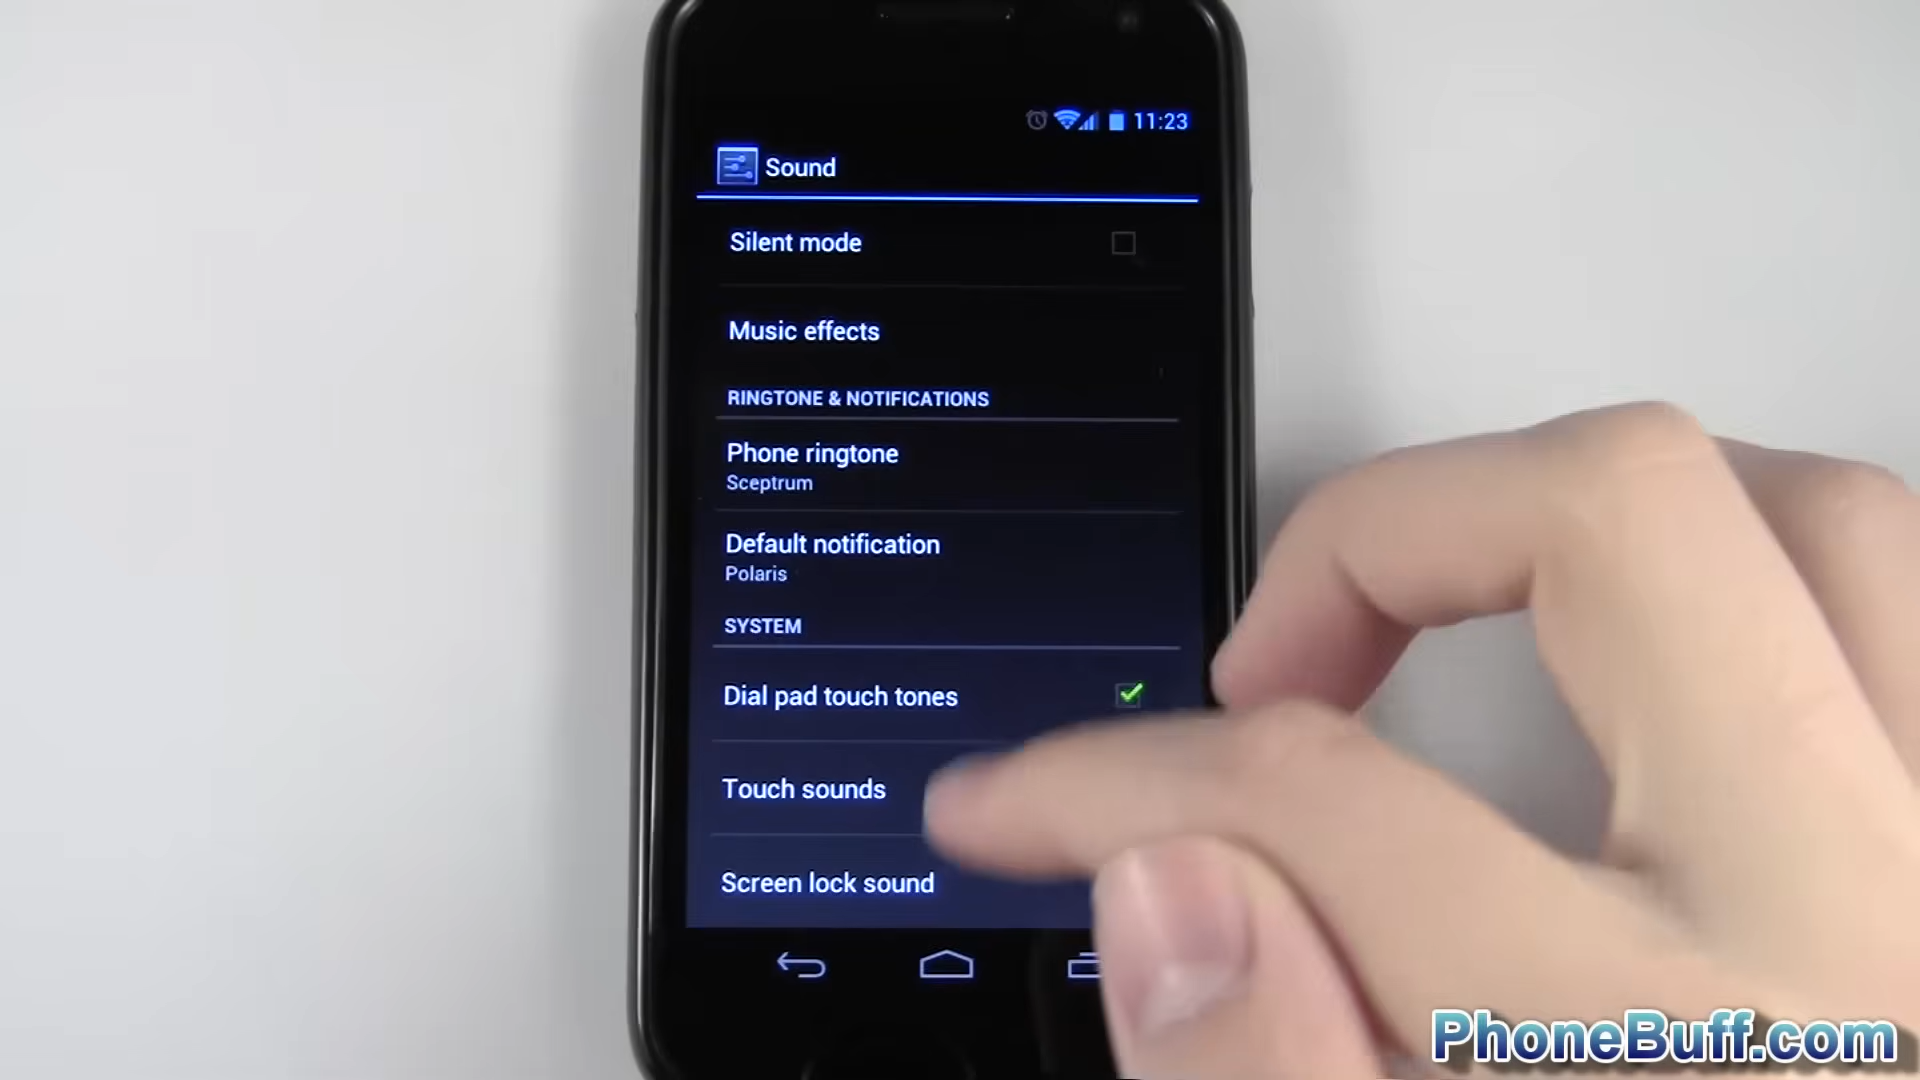 11:23
Sound
Silent mode
Music effects
RINGTONE & NOTIFICATIONS
Phone ringtone
Sceptrum
Default notification
Polaris
SYSTEM
Dial pad touch tones
Touch sounds
Screen lock sound
PhoneBuff.com